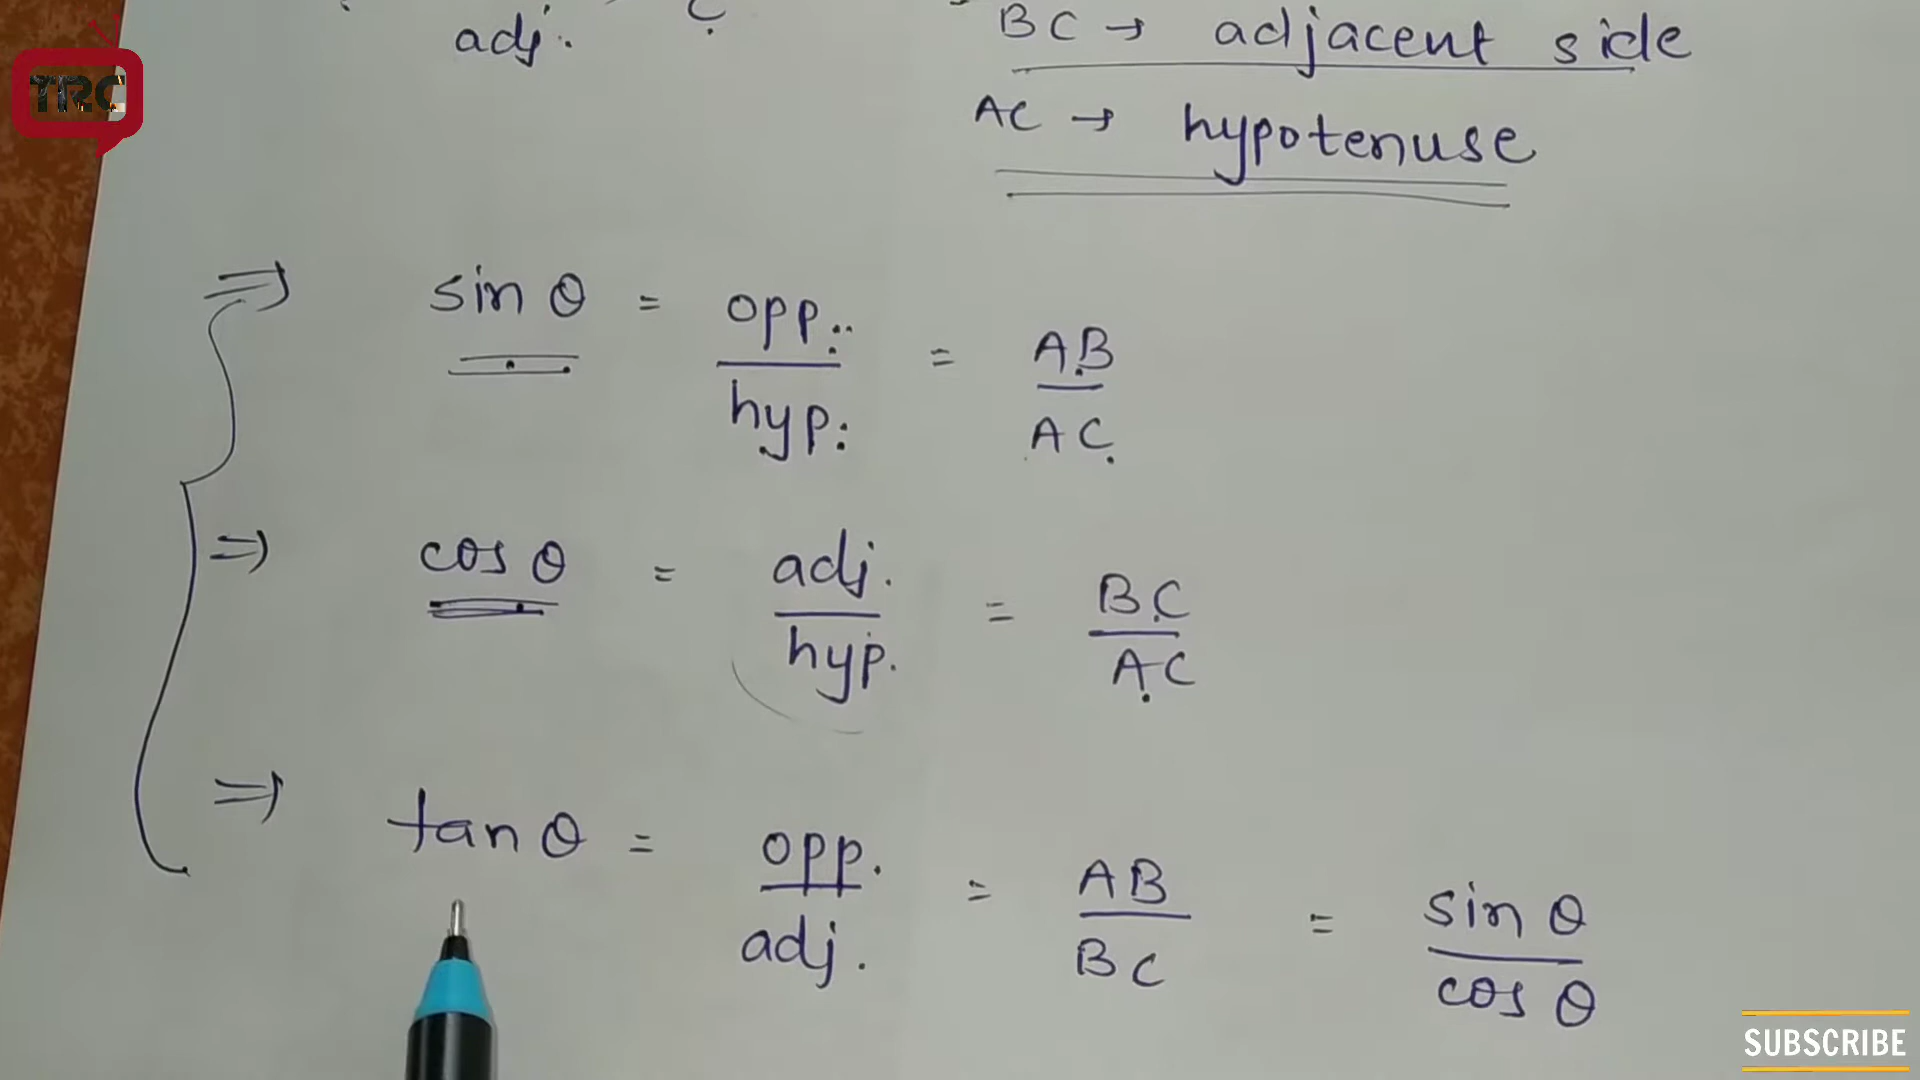 adj. C
BC → adjacent side
AC → hypotenuse
TRC
⇒ sin θ = opp. / hyp. = AB / AC
⇒ cos θ = adj. / hyp. = BC / AC
⇒ tan θ = opp. / adj. = AB / BC = sin θ / cos θ
SUBSCRIBE